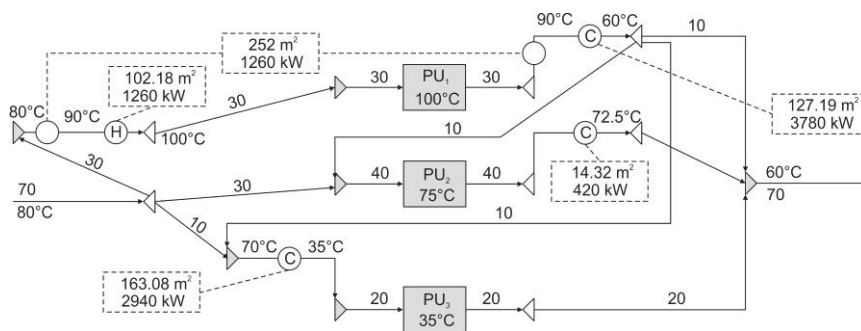 90°C
60°C
10
252 m²
1260 kW
C
102.18 m²
1260 kW
30
PU₁
100°C
30
80°C
90°C
30
127.19 m²
3780 kW
H
100°C
10
72.5°C
30
C
70
80°C
30
40
PU₂
75°C
40
14.32 m²
420 kW
60°C
70
10
10
70°C
35°C
C
163.08 m²
2940 kW
20
PU₃
35°C
20
20